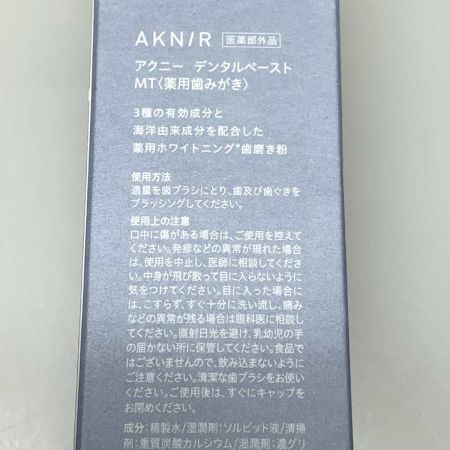 AKNIR 医薬部外品
アクニー デンタルペースト
MT〈薬用歯みがき〉
3種の有効成分と
海洋由来成分を配合した
薬用ホワイトニング*歯磨き粉
使用方法
適量を歯ブラシにとり、歯及び歯ぐきを
ブラッシングしてください。
使用上の注意
口中に傷がある場合は、ご使用を控えて
ください。発疹などの異常が現れた場合
は、使用を中止し、医師に相談してくださ
い。中身が飛び散って目に入らないように
気をつけてください。目に入った場合に
は、こすらず、すぐ十分に洗い流し、痛み
などの異常が残る場合は眼科医に相談し
てください。直射日光を避け、乳幼児の手
の届かない所に保管してください。食品で
はございませんので、飲み込まないように
ご注意ください。清潔な歯ブラシをお使い
ください。ご使用後は、すぐにキャップを
お閉めください。
成分：精製水/湿潤剤：ソルビット液/清掃
剤：重質炭酸カルシウム/湿潤剤：濃グリ